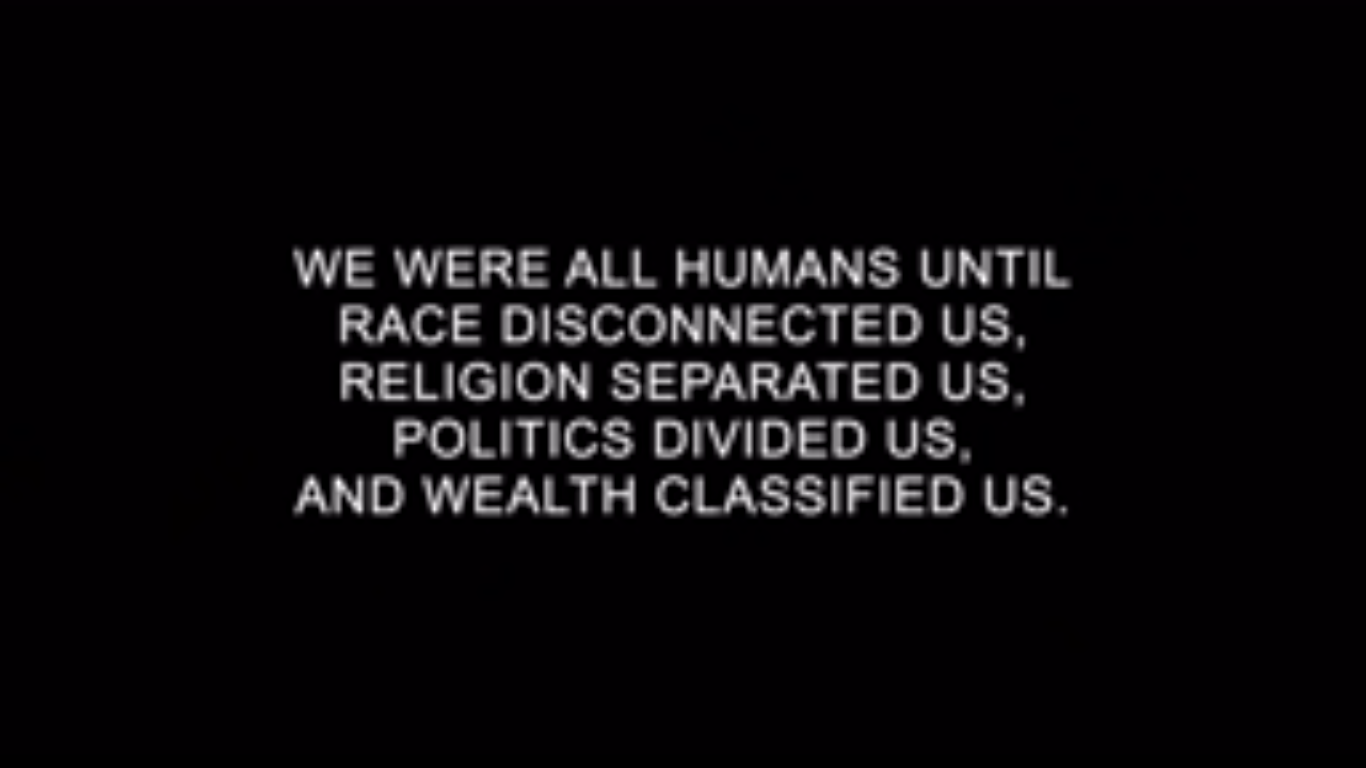 WE WERE ALL HUMANS UNTIL
RACE DISCONNECTED US,
RELIGION SEPARATED US,
POLITICS DIVIDED US,
AND WEALTH CLASSIFIED US.